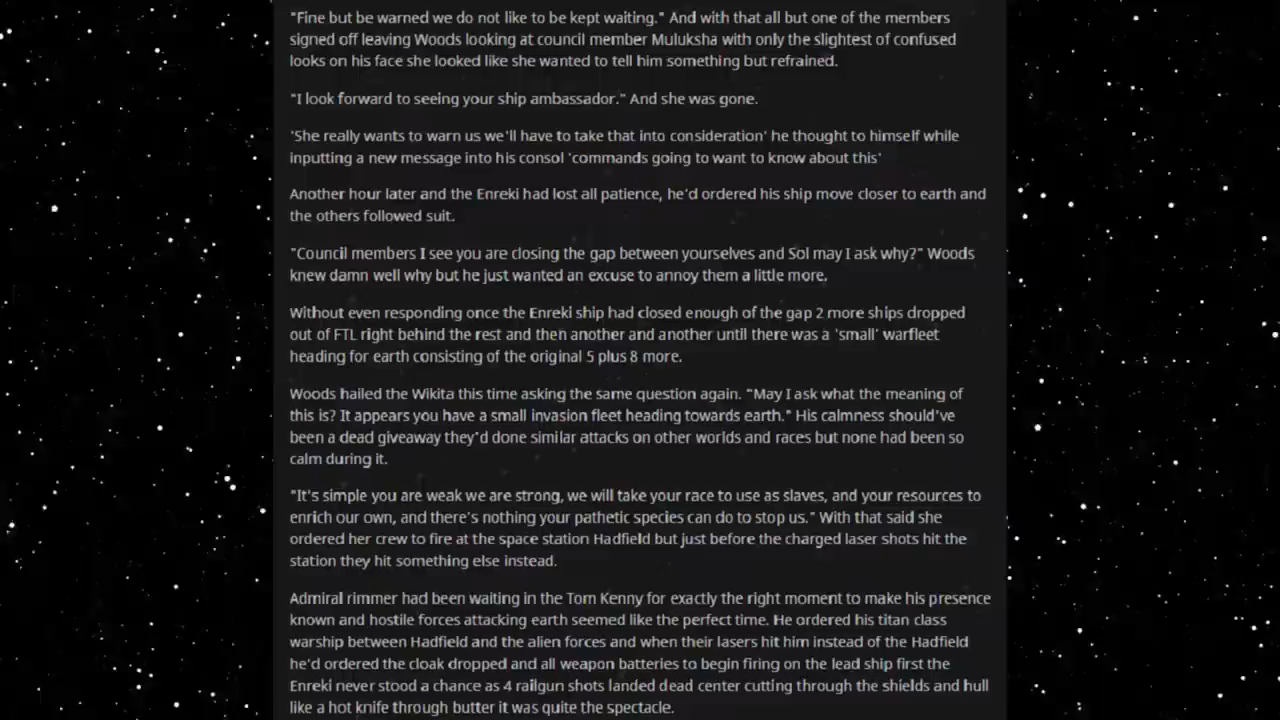 "Fine but be warned we do not like to be kept waiting." And with that all but one of the members
signed off leaving Woods looking at council member Muluksha with only the slightest of confused
looks on his face she looked like she wanted to tell him something but refrained.
"I look forward to seeing your ship ambassador." And she was gone.
'She really wants to warn us we'll have to take that into consideration' he thought to himself while
inputting a new message into his consol 'commands going to want to know about this'
Another hour later and the Enreki had lost all patience, he'd ordered his ship move closer to earth and
the others followed suit.
"Council members I see you are closing the gap between yourselves and Sol may I ask why?" Woods
knew damn well why but he just wanted an excuse to annoy them a little more.
Without even responding once the Enreki ship had closed enough of the gap 2 more ships dropped
out of FTL right behind the rest and then another and another until there was a 'small' warfleet
heading for earth consisting of the original 5 plus 8 more.
Woods hailed the Wikita this time asking the same question again. "May I ask what the meaning of
this is? It appears you have a small invasion fleet heading towards earth." His calmness should've
been a dead giveaway they'd done similar attacks on other worlds and races but none had been so
calm during it.
"It's simple you are weak we are strong, we will take your race to use as slaves, and your resources to
enrich our own, and there's nothing your pathetic species can do to stop us." With that said she
ordered her crew to fire at the space station Hadfield but just before the charged laser shots hit the
station they hit something else instead.
Admiral rimmer had been waiting in the Tom Kenny for exactly the right moment to make his presence
known and hostile forces attacking earth seemed like the perfect time. He ordered his titan class
warship between Hadfield and the alien forces and when their lasers hit him instead of the Hadfield
he'd ordered the cloak dropped and all weapon batteries to begin firing on the lead ship first the
Enreki never stood a chance as 4 railgun shots landed dead center cutting through the shields and hull
like a hot knife through butter it was quite the spectacle.